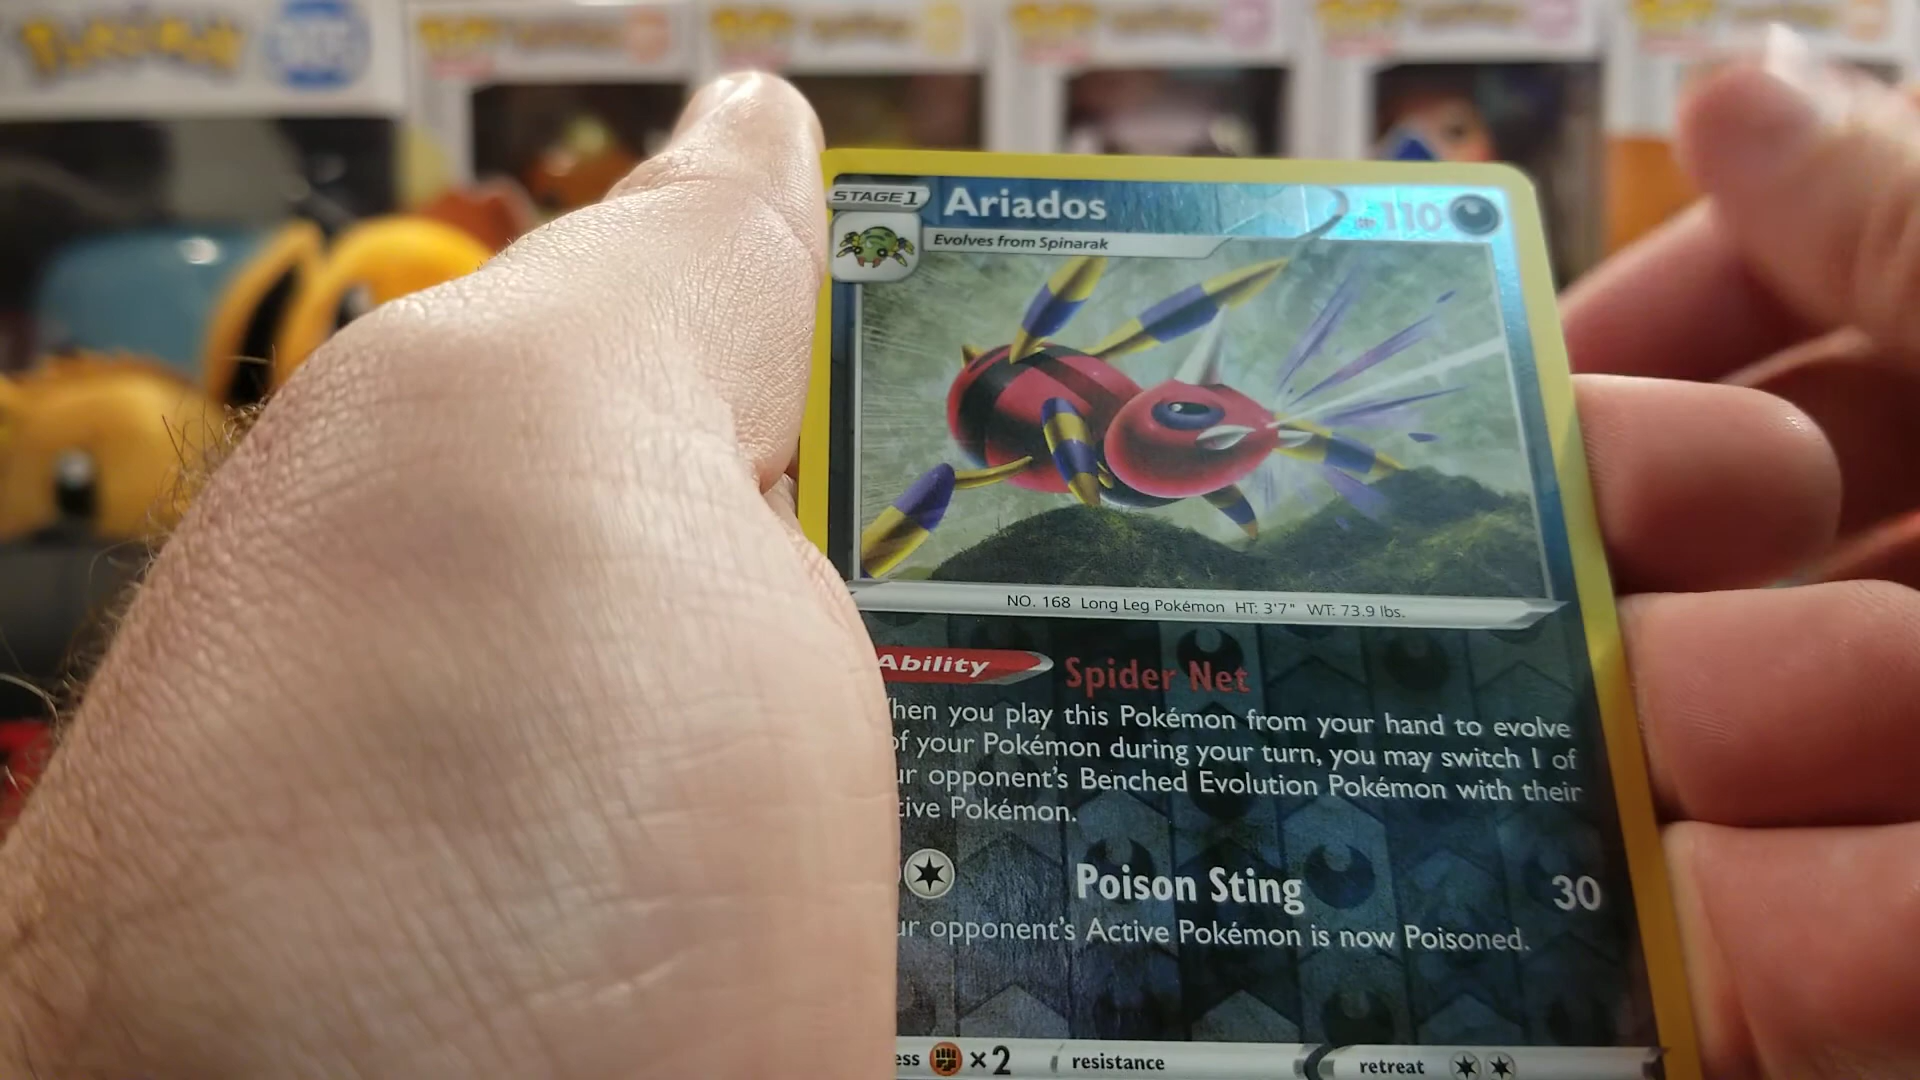 Pokémon
STAGE 1
Ariados
110
Evolves from Spinarak
NO. 168 Long Leg Pokémon HT: 3'7" WT: 73.9 lbs.
Ability Spider Net
hen you play this Pokémon from your hand to evolve
of your Pokémon during your turn, you may switch 1 of
ur opponent's Benched Evolution Pokémon with their
tive Pokémon.
Poison Sting 30
ur opponent's Active Pokémon is now Poisoned.
ess ×2 resistance retreat